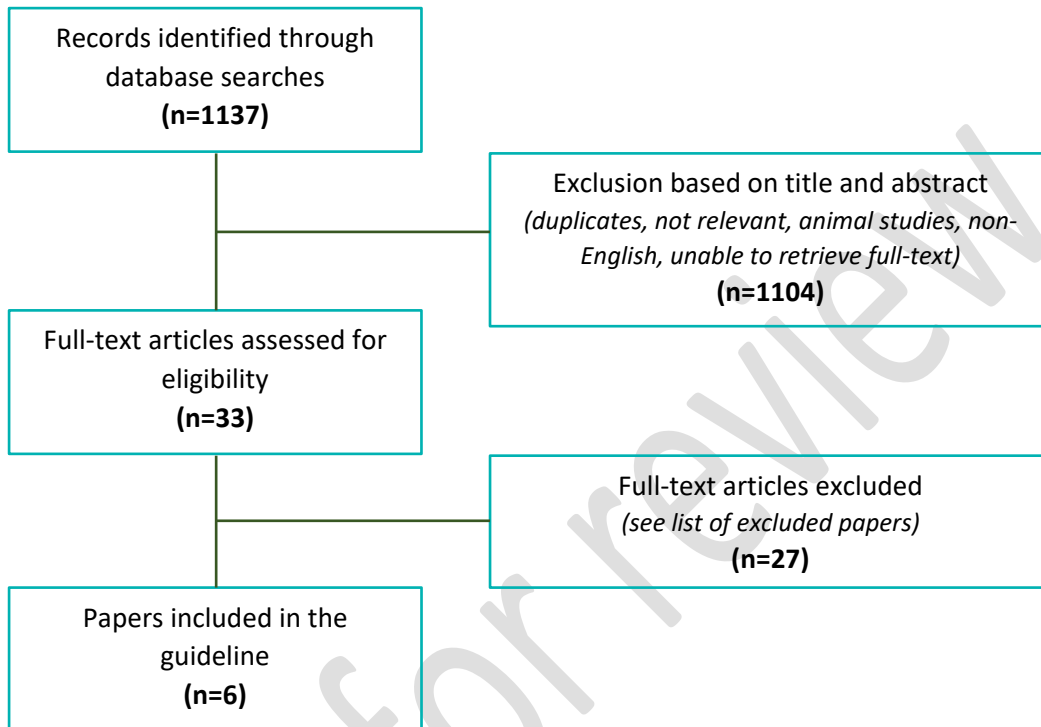 Records identified through
database searches
(n=1137)
Exclusion based on title and abstract
(duplicates, not relevant, animal studies, non-
English, unable to retrieve full-text)
(n=1104)
Full-text articles assessed for
eligibility
(n=33)
Full-text articles excluded
(see list of excluded papers)
(n=27)
Papers included in the
guideline
(n=6)
for review